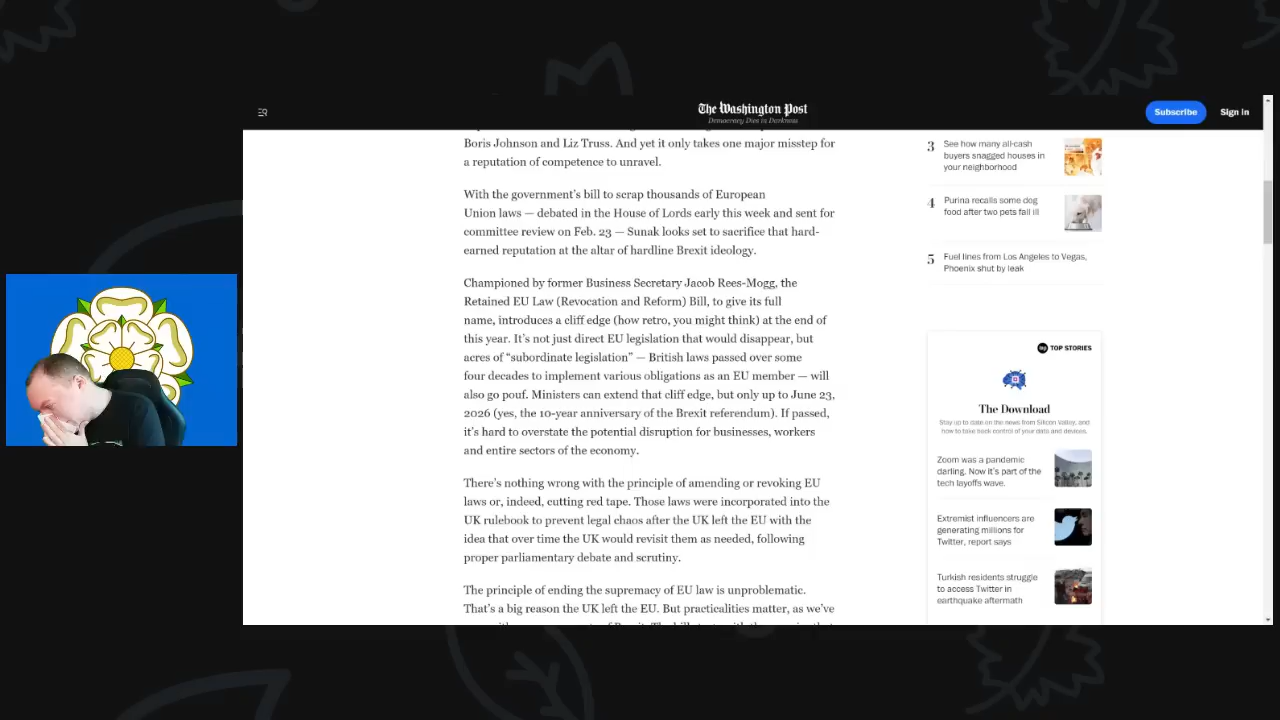 The Washington Post
Democracy Dies in Darkness
Subscribe
Sign in
Boris Johnson and Liz Truss. And yet it only takes one major misstep for
a reputation of competence to unravel.
With the government's bill to scrap thousands of European
Union laws — debated in the House of Lords early this week and sent for
committee review on Feb. 23 — Sunak looks set to sacrifice that hard-
earned reputation at the altar of hardline Brexit ideology.
Championed by former Business Secretary Jacob Rees-Mogg, the
Retained EU Law (Revocation and Reform) Bill, to give its full
name, introduces a cliff edge (how retro, you might think) at the end of
this year. It's not just direct EU legislation that would disappear, but
acres of “subordinate legislation” — British laws passed over some
four decades to implement various obligations as an EU member — will
also go pouf. Ministers can extend that cliff edge, but only up to June 23,
2026 (yes, the 10-year anniversary of the Brexit referendum). If passed,
it's hard to overstate the potential disruption for businesses, workers
and entire sectors of the economy.
There's nothing wrong with the principle of amending or revoking EU
laws or, indeed, cutting red tape. Those laws were incorporated into the
UK rulebook to prevent legal chaos after the UK left the EU with the
idea that over time the UK would revisit them as needed, following
proper parliamentary debate and scrutiny.
The principle of ending the supremacy of EU law is unproblematic.
That's a big reason the UK left the EU. But practicalities matter, as we've
3
See how many all-cash
buyers snagged houses in
your neighborhood
4
Purina recalls some dog
food after two pets fall ill
5
Fuel lines from Los Angeles to Vegas,
Phoenix shut by leak
wp TOP STORIES
The Download
Stay up to date on the news from Silicon Valley, and
how to take back control of your data and devices.
Zoom was a pandemic
darling. Now it's part of the
tech layoffs wave.
Extremist influencers are
generating millions for
Twitter, report says
Turkish residents struggle
to access Twitter in
earthquake aftermath